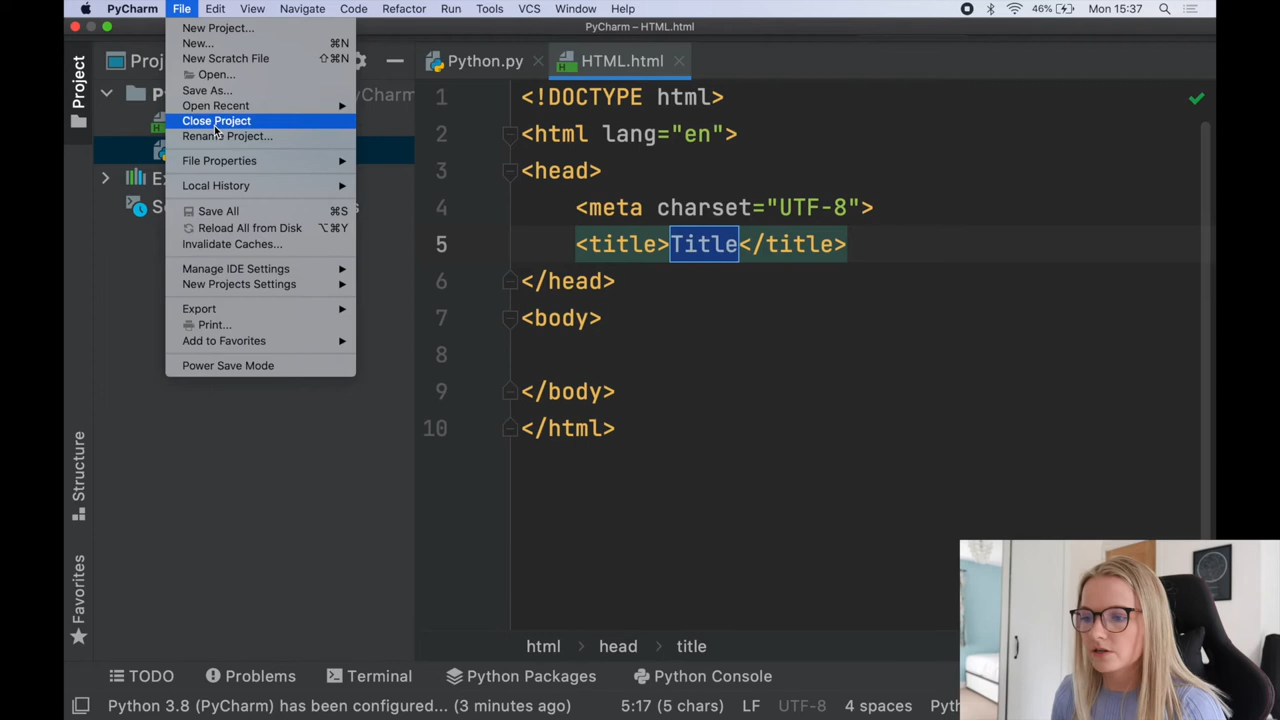 PyCharm File Edit View Navigate Code Refactor Run Tools VCS Window Help 46% Mon 15:37
PyCharm – HTML.html
New Project...
New... ⌘N
New Scratch File ⇧⌘N
Open...
Save As...
Open Recent
Close Project
Rename Project...
File Properties
Local History
Save All ⌘S
Reload All from Disk ⌥⌘Y
Invalidate Caches...
Manage IDE Settings
New Projects Settings
Export
Print...
Add to Favorites
Power Save Mode
Project
Structure
Favorites
Python.py HTML.html
1 <!DOCTYPE html>
2 <html lang="en">
3 <head>
4 <meta charset="UTF-8">
5 <title>Title</title>
6 </head>
7 <body>
8
9 </body>
10 </html>
html > head > title
TODO Problems Terminal Python Packages Python Console
Python 3.8 (PyCharm) has been configured... (3 minutes ago) 5:17 (5 chars) LF UTF-8 4 spaces